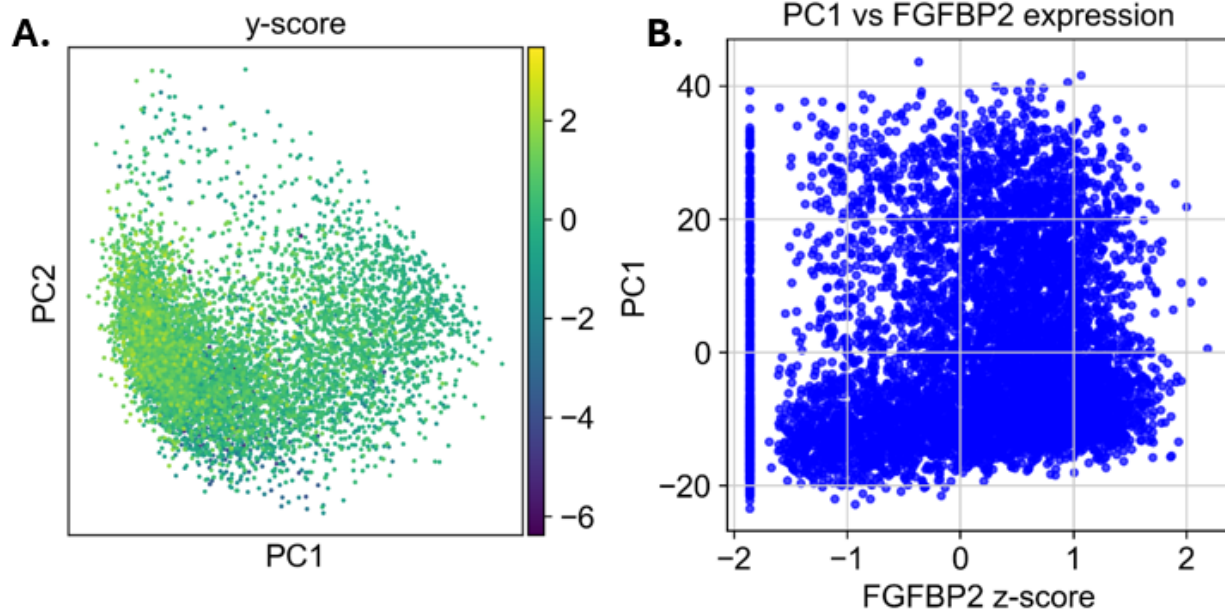 A.
y-score
PC2
PC1
2
0
−2
−4
−6
B.
PC1 vs FGFBP2 expression
PC1
40
20
0
−20
−2
−1
0
1
2
FGFBP2 z-score